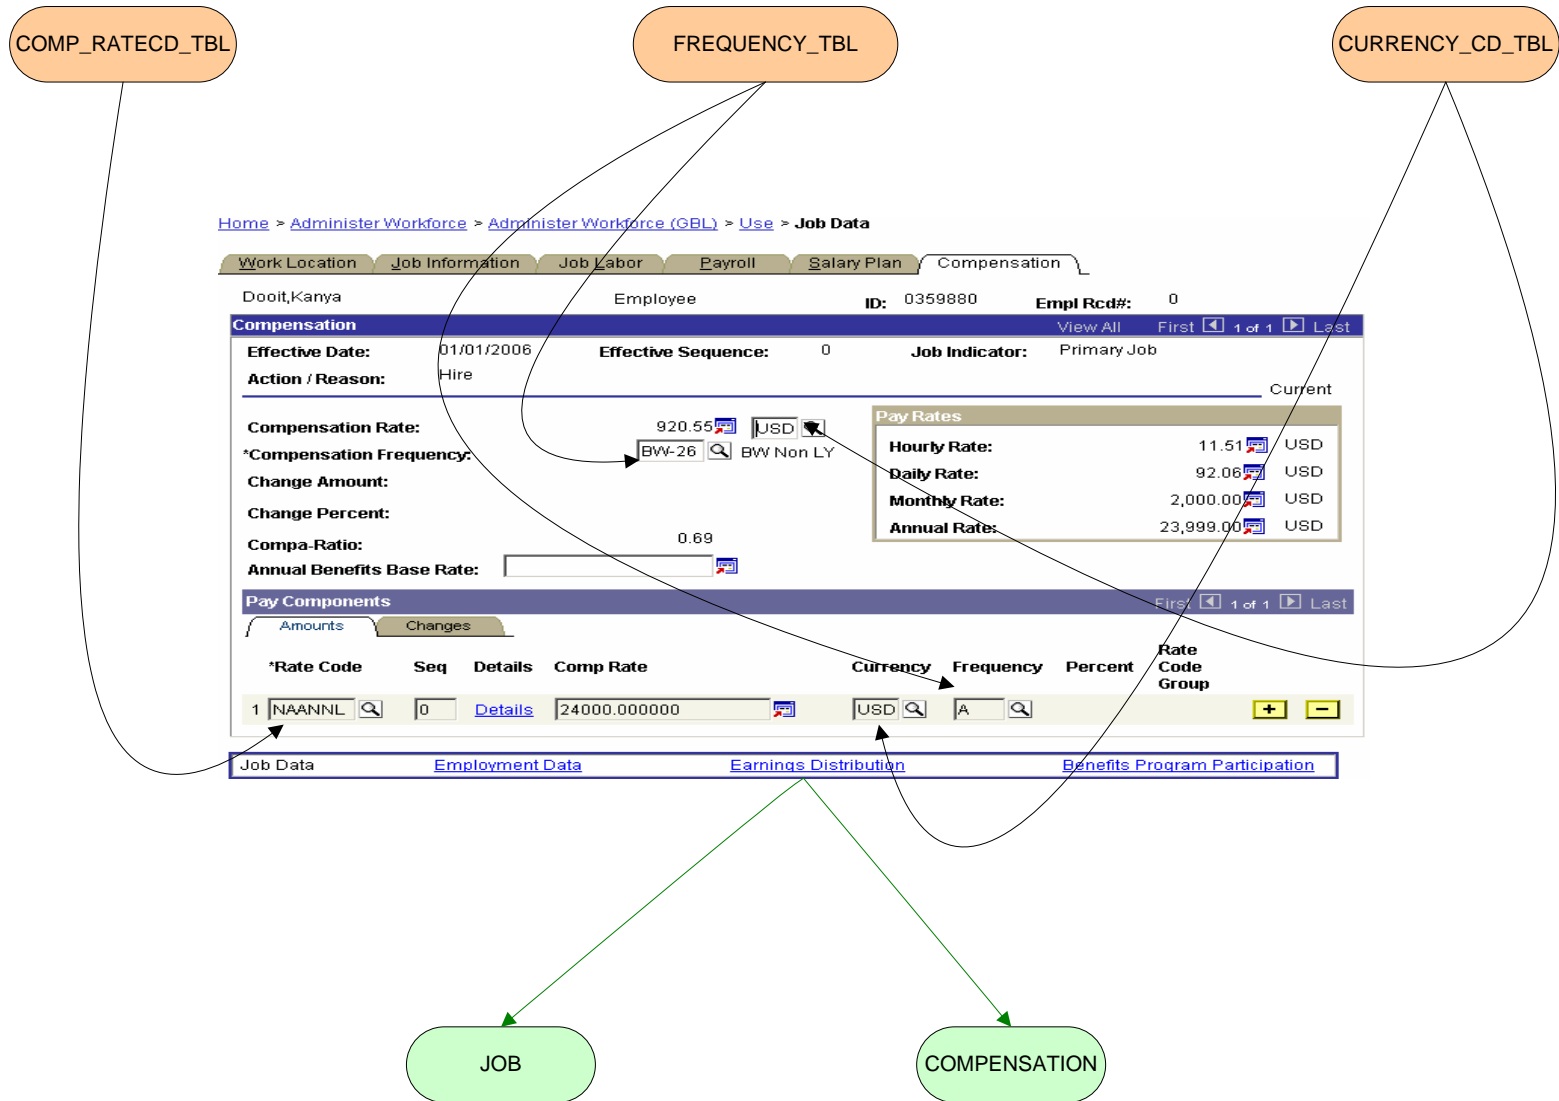 COMP_RATECD_TBL FREQUENCY_TBL CURRENCY_CD_TBL
Home > Administer Workforce > Administer Workforce (GBL) > Use > Job Data
Work Location Job Information Job Labor Payroll Salary Plan Compensation
Dooit,Kanya Employee ID: 0359880 Empl Rcd#: 0
Compensation View All First 1 of 1 Last
Effective Date: 01/01/2006 Effective Sequence: 0 Job Indicator: Primary Job
Action / Reason: Hire
Current
Compensation Rate: 920.55 USD
*Compensation Frequency: BW-26 BW Non LY
Change Amount:
Change Percent:
Compa-Ratio: 0.69
Annual Benefits Base Rate:
Pay Rates
Hourly Rate: 11.51 USD
Daily Rate: 92.06 USD
Monthly Rate: 2,000.00 USD
Annual Rate: 23,999.00 USD
Pay Components First 1 of 1 Last
Amounts Changes
*Rate Code Seq Details Comp Rate Currency Frequency Percent Rate Code Group
1 NAANNL 0 Details 24000.000000 USD A + −
Job Data Employment Data Earnings Distribution Benefits Program Participation
JOB COMPENSATION